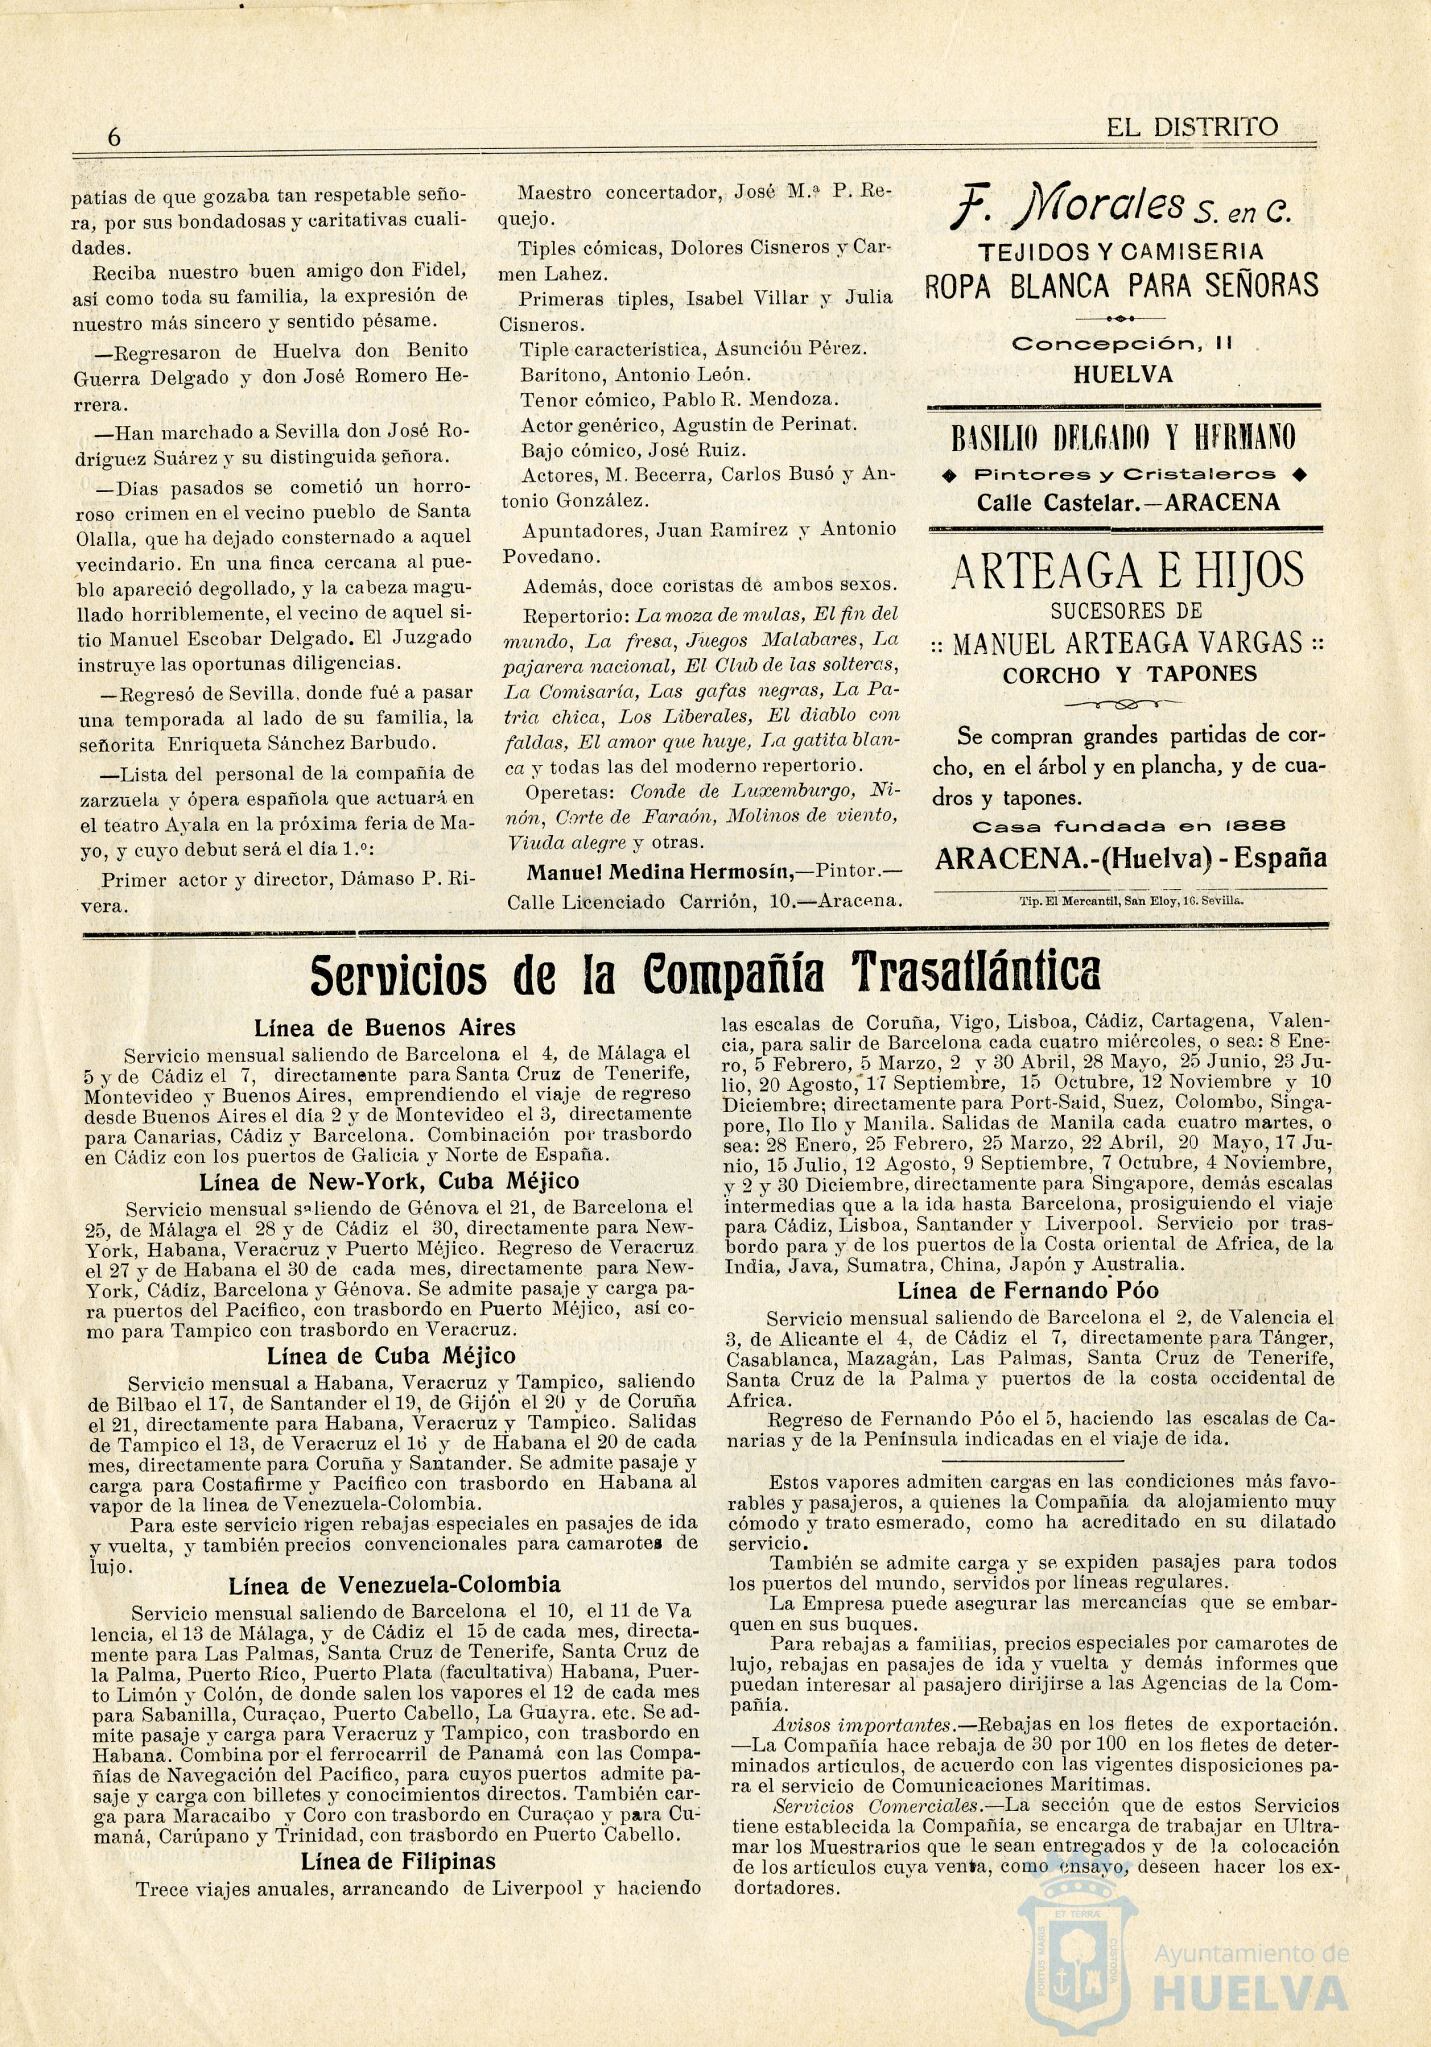 6
EL DISTRITO
patías de que gozaba tan respetable seño-
ra, por sus bondadosas y caritativas cuali-
dades.
Reciba nuestro buen amigo don Fidel,
así como toda su familia, la expresión de
nuestro más sincero y sentido pésame.
—Regresaron de Huelva don Benito
Guerra Delgado y don José Romero He-
rrera.
—Han marchado a Sevilla don José Ro-
dríguez Suárez y su distinguida señora.
—Días pasados se cometió un horro-
roso crimen en el vecino pueblo de Santa
Olalla, que ha dejado consternado a aquel
vecindario. En una finca cercana al pue-
blo apareció degollado, y la cabeza magu-
llado horriblemente, el vecino de aquel si-
tio Manuel Escobar Delgado. El Juzgado
instruye las oportunas diligencias.
—Regresó de Sevilla, donde fué a pasar
una temporada al lado de su familia, la
señorita Enriqueta Sánchez Barbudo.
—Lista del personal de la compañía de
zarzuela y ópera española que actuará en
el teatro Ayala en la próxima feria de Ma-
yo, y cuyo debut será el día 1.º:
Primer actor y director, Dámaso P. Ri-
vera.
Maestro concertador, José M.ª P. Re-
quejo.
Tiples cómicas, Dolores Cisneros y Car-
men Lahez.
Primeras tiples, Isabel Villar y Julia
Cisneros.
Tiple característica, Asunción Pérez.
Barítono, Antonio León.
Tenor cómico, Pablo R. Mendoza.
Actor genérico, Agustín de Perinat.
Bajo cómico, José Ruiz.
Actores, M. Becerra, Carlos Busó y An-
tonio González.
Apuntadores, Juan Ramírez y Antonio
Povedano.
Además, doce coristas de ambos sexos.
Repertorio: La moza de mulas, El fin del
mundo, La fresa, Juegos Malabares, La
pajarera nacional, El Club de las solteras,
La Comisaría, Las gafas negras, La Pa-
tria chica, Los Liberales, El diablo con
faldas, El amor que huye, La gatita blan-
ca y todas las del moderno repertorio.
Operetas: Conde de Luxemburgo, Ni-
nón, Corte de Faraón, Molinos de viento,
Viuda alegre y otras.
Manuel Medina Hermosín,—Pintor.—
Calle Licenciado Carrión, 10.—Aracena.
F. Morales S. en C.
TEJIDOS Y CAMISERIA
ROPA BLANCA PARA SEÑORAS
Concepción, 11
HUELVA
BASILIO DELGADO Y HERMANO
◆ Pintores y Cristaleros ◆
Calle Castelar.—ARACENA
ARTEAGA E HIJOS
SUCESORES DE
:: MANUEL ARTEAGA VARGAS ::
CORCHO Y TAPONES
Se compran grandes partidas de cor-
cho, en el árbol y en plancha, y de cua-
dros y tapones.
Casa fundada en 1888
ARACENA.-(Huelva) - España
Tip. El Mercantil, San Eloy, 16. Sevilla.
Servicios de la Compañía Trasatlántica
Línea de Buenos Aires
Servicio mensual saliendo de Barcelona el 4, de Málaga el
5 y de Cádiz el 7, directamente para Santa Cruz de Tenerife,
Montevideo y Buenos Aires, emprendiendo el viaje de regreso
desde Buenos Aires el día 2 y de Montevideo el 3, directamente
para Canarias, Cádiz y Barcelona. Combinación por trasbordo
en Cádiz con los puertos de Galicia y Norte de España.
Línea de New-York, Cuba Méjico
Servicio mensual saliendo de Génova el 21, de Barcelona el
25, de Málaga el 28 y de Cádiz el 30, directamente para New-
York, Habana, Veracruz y Puerto Méjico. Regreso de Veracruz
el 27 y de Habana el 30 de cada mes, directamente para New-
York, Cádiz, Barcelona y Génova. Se admite pasaje y carga pa-
ra puertos del Pacífico, con trasbordo en Puerto Méjico, así co-
mo para Tampico con trasbordo en Veracruz.
Línea de Cuba Méjico
Servicio mensual a Habana, Veracruz y Tampico, saliendo
de Bilbao el 17, de Santander el 19, de Gijón el 20 y de Coruña
el 21, directamente para Habana, Veracruz y Tampico. Salidas
de Tampico el 13, de Veracruz el 16 y de Habana el 20 de cada
mes, directamente para Coruña y Santander. Se admite pasaje y
carga para Costafirme y Pacífico con trasbordo en Habana al
vapor de la línea de Venezuela-Colombia.
Para este servicio rigen rebajas especiales en pasajes de ida
y vuelta, y también precios convencionales para camarotes de
lujo.
Línea de Venezuela-Colombia
Servicio mensual saliendo de Barcelona el 10, el 11 de Va
lencia, el 13 de Málaga, y de Cádiz el 15 de cada mes, directa-
mente para Las Palmas, Santa Cruz de Tenerife, Santa Cruz de
la Palma, Puerto Rico, Puerto Plata (facultativa) Habana, Puer-
to Limón y Colón, de donde salen los vapores el 12 de cada mes
para Sabanilla, Curaçao, Puerto Cabello, La Guayra. etc. Se ad-
mite pasaje y carga para Veracruz y Tampico, con trasbordo en
Habana. Combina por el ferrocarril de Panamá con las Compa-
ñías de Navegación del Pacífico, para cuyos puertos admite pa-
saje y carga con billetes y conocimientos directos. También car-
ga para Maracaibo y Coro con trasbordo en Curaçao y para Cu-
maná, Carúpano y Trinidad, con trasbordo en Puerto Cabello.
Línea de Filipinas
Trece viajes anuales, arrancando de Liverpool y haciendo
las escalas de Coruña, Vigo, Lisboa, Cádiz, Cartagena, Valen-
cia, para salir de Barcelona cada cuatro miércoles, o sea: 8 Ene-
ro, 5 Febrero, 5 Marzo, 2 y 30 Abril, 28 Mayo, 25 Junio, 23 Ju-
lio, 20 Agosto, 17 Septiembre, 15 Octubre, 12 Noviembre y 10
Diciembre; directamente para Port-Said, Suez, Colombo, Singa-
pore, Ilo Ilo y Manila. Salidas de Manila cada cuatro martes, o
sea: 28 Enero, 25 Febrero, 25 Marzo, 22 Abril, 20 Mayo, 17 Ju-
nio, 15 Julio, 12 Agosto, 9 Septiembre, 7 Octubre, 4 Noviembre,
y 2 y 30 Diciembre, directamente para Singapore, demás escalas
intermedias que a la ida hasta Barcelona, prosiguiendo el viaje
para Cádiz, Lisboa, Santander y Liverpool. Servicio por tras-
bordo para y de los puertos de la Costa oriental de Africa, de la
India, Java, Sumatra, China, Japón y Australia.
Línea de Fernando Póo
Servicio mensual saliendo de Barcelona el 2, de Valencia el
3, de Alicante el 4, de Cádiz el 7, directamente para Tánger,
Casablanca, Mazagán, Las Palmas, Santa Cruz de Tenerife,
Santa Cruz de la Palma y puertos de la costa occidental de
Africa.
Regreso de Fernando Póo el 5, haciendo las escalas de Ca-
narias y de la Península indicadas en el viaje de ida.
Estos vapores admiten cargas en las condiciones más favo-
rables y pasajeros, a quienes la Compañía da alojamiento muy
cómodo y trato esmerado, como ha acreditado en su dilatado
servicio.
También se admite carga y se expiden pasajes para todos
los puertos del mundo, servidos por líneas regulares.
La Empresa puede asegurar las mercancías que se embar-
quen en sus buques.
Para rebajas a familias, precios especiales por camarotes de
lujo, rebajas en pasajes de ida y vuelta y demás informes que
puedan interesar al pasajero dirijirse a las Agencias de la Com-
pañía.
Avisos importantes.—Rebajas en los fletes de exportación.
—La Compañía hace rebaja de 30 por 100 en los fletes de deter-
minados artículos, de acuerdo con las vigentes disposiciones pa-
ra el servicio de Comunicaciones Marítimas.
Servicios Comerciales.—La sección que de estos Servicios
tiene establecida la Compañía, se encarga de trabajar en Ultra-
mar los Muestrarios que le sean entregados y de la colocación
de los artículos cuya venta, como ensayo, deseen hacer los ex-
dortadores.
PORTUS MARIS
ET TERRÆ
CUSTODIA
Ayuntamiento de
HUELVA